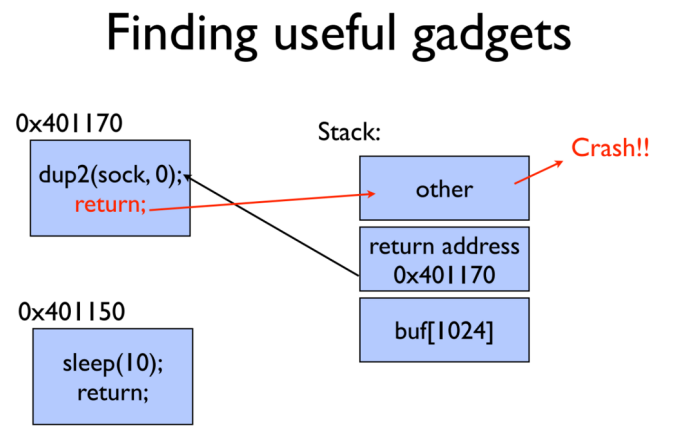 Finding useful gadgets
0x401170
dup2(sock, 0);
return;
0x401150
sleep(10);
return;
Stack:
Crash!!
other
return address
0x401170
buf[1024]